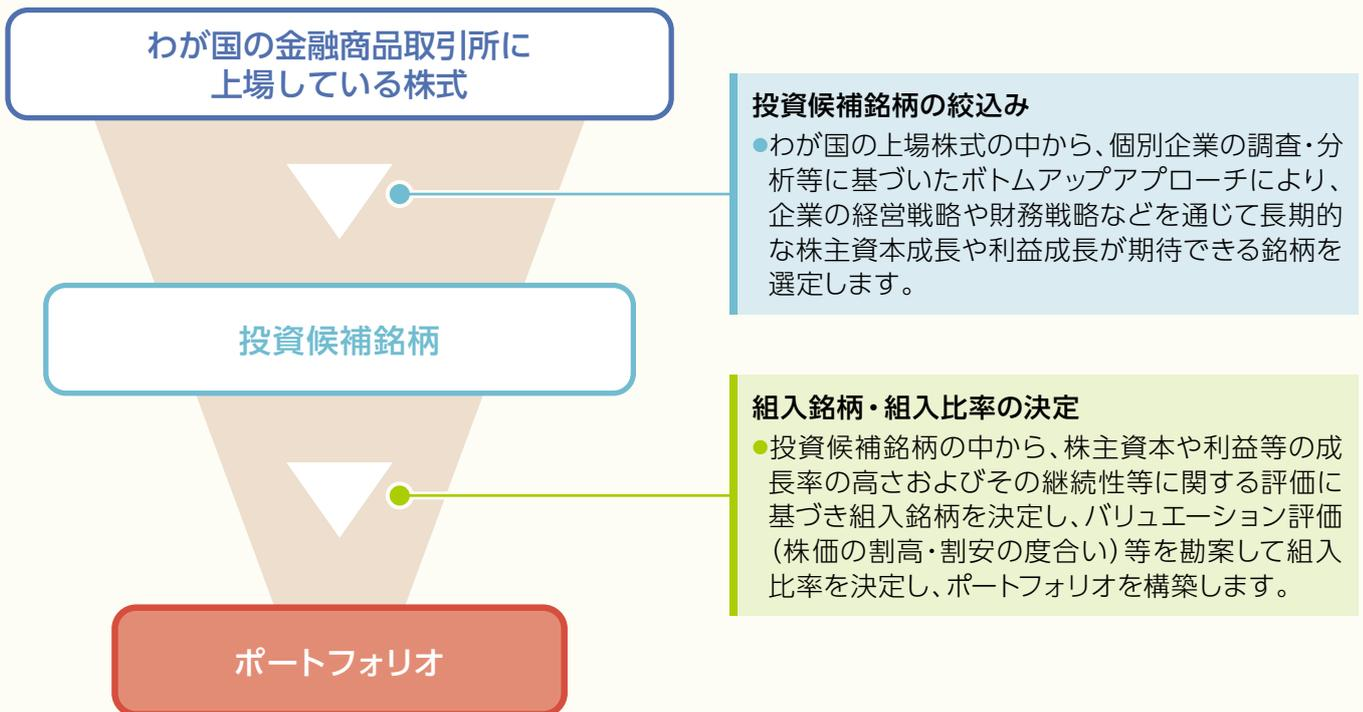 わが国の金融商品取引所に
上場している株式
投資候補銘柄の絞込み
●わが国の上場株式の中から、個別企業の調査・分
析等に基づいたボトムアップアプローチにより、
企業の経営戦略や財務戦略などを通じて長期的
な株主資本成長や利益成長が期待できる銘柄を
選定します。
投資候補銘柄
組入銘柄・組入比率の決定
●投資候補銘柄の中から、株主資本や利益等の成
長率の高さおよびその継続性等に関する評価に
基づき組入銘柄を決定し、バリュエーション評価
（株価の割高・割安の度合い）等を勘案して組入
比率を決定し、ポートフォリオを構築します。
ポートフォリオ